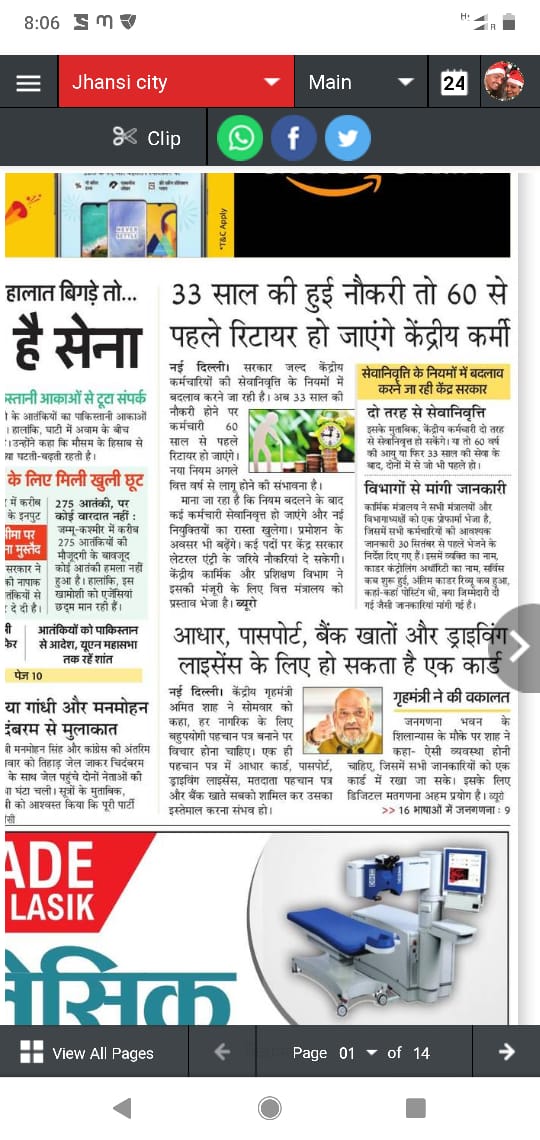 8:06
Jhansi city
Main
24
Clip
*T&C Apply
हालात बिगड़े तो...
है सेना
स्तानी आकाओं से टूटा संपर्क
के आतंकियों का पाकिस्तानी आकाओं
। हालांकि, घाटी में अवाम के बीच
। उन्होंने कहा कि मौसम के हिसाब से
घटती-बढ़ती रहती है।
के लिए मिली खुली छूट
में करीब
के इनपुट
सीमा पर
मुस्तैद
सरकार ने
की नापाक
तंकियों से
दे दी है।
275 आतंकी, पर
कोई वारदात नहीं :
जम्मू-कश्मीर में करीब
275 आतंकियों की
मौजूदगी के बावजूद
कोई आतंकी हमला नहीं
हुआ है। हालांकि, इस
खामोशी को एजेंसियां
छद्म मान रही हैं।
आतंकियों को पाकिस्तान
से आदेश, यूएन महासभा
तक रहें शांत
पेज 10
या गांधी और मनमोहन
दंबरम से मुलाकात
मनमोहन सिंह और कांग्रेस की अंतरिम
वार को तिहाड़ जेल जाकर चिदंबरम
के साथ जेल पहुंचे दोनों नेताओं की
घंटा चली। सूत्रों के मुताबिक,
को आश्वस्त किया कि पूरी पार्टी
33 साल की हुई नौकरी तो 60 से
पहले रिटायर हो जाएंगे केंद्रीय कर्मी
नई दिल्ली। सरकार जल्द केंद्रीय
कर्मचारियों की सेवानिवृत्ति के नियमों में
बदलाव करने जा रही है। अब 33 साल की
नौकरी होने पर
कर्मचारी 60
साल से पहले
रिटायर हो जाएंगे।
नया नियम अगले
वित्त वर्ष से लागू होने की संभावना है।
माना जा रहा है कि नियम बदलने के बाद
कई कर्मचारी सेवानिवृत्त हो जाएंगे और नई
नियुक्तियों का रास्ता खुलेगा। प्रमोशन के
अवसर भी बढ़ेंगे। कई पदों पर केंद्र सरकार
लेटरल एंट्री के जरिये नौकरियां दे सकेगी।
केंद्रीय कार्मिक और प्रशिक्षण विभाग ने
इसकी मंजूरी के लिए वित्त मंत्रालय को
प्रस्ताव भेजा है। ब्यूरो
सेवानिवृत्ति के नियमों में बदलाव
करने जा रही केंद्र सरकार
दो तरह से सेवानिवृत्ति
इसके मुताबिक, केंद्रीय कर्मचारी दो तरह
से सेवानिवृत्त हो सकेंगे। या तो 60 वर्ष
की आयु या फिर 33 साल की सेवा के
बाद, दोनों में से जो भी पहले हो।
विभागों से मांगी जानकारी
कार्मिक मंत्रालय ने सभी मंत्रालयों और
विभागाध्यक्षों को एक प्रोफार्मा भेजा है,
जिसमें सभी कर्मचारियों की आवश्यक
जानकारी 30 सितंबर से पहले भेजने के
निर्देश दिए गए हैं। इसमें व्यक्ति का नाम,
काडर कंट्रोलिंग अथॉरिटी का नाम, सर्विस
कब शुरू हुई, अंतिम काडर रिव्यू कब हुआ,
कहां-कहां पोस्टिंग थी, क्या जिम्मेदारी दी
गई जैसी जानकारियां मांगी गई है।
आधार, पासपोर्ट, बैंक खातों और ड्राइविंग
लाइसेंस के लिए हो सकता है एक कार्ड
नई दिल्ली। केंद्रीय गृहमंत्री
अमित शाह ने सोमवार को
कहा, हर नागरिक के लिए
बहुपयोगी पहचान पत्र बनाने पर
विचार होना चाहिए। एक ही
पहचान पत्र में आधार कार्ड, पासपोर्ट,
ड्राइविंग लाइसेंस, मतदाता पहचान पत्र
और बैंक खाते सबको शामिल कर उसका
इस्तेमाल करना संभव हो।
गृहमंत्री ने की वकालत
जनगणना भवन के
शिलान्यास के मौके पर शाह ने
कहा- ऐसी व्यवस्था होनी
चाहिए, जिसमें सभी जानकारियों को एक
कार्ड में रखा जा सके। इसके लिए
डिजिटल मतगणना अहम प्रयोग है। ब्यूरो
>> 16 भाषाओं में जनगणना : 9
ADE
LASIK
View All Pages
Page 01 of 14